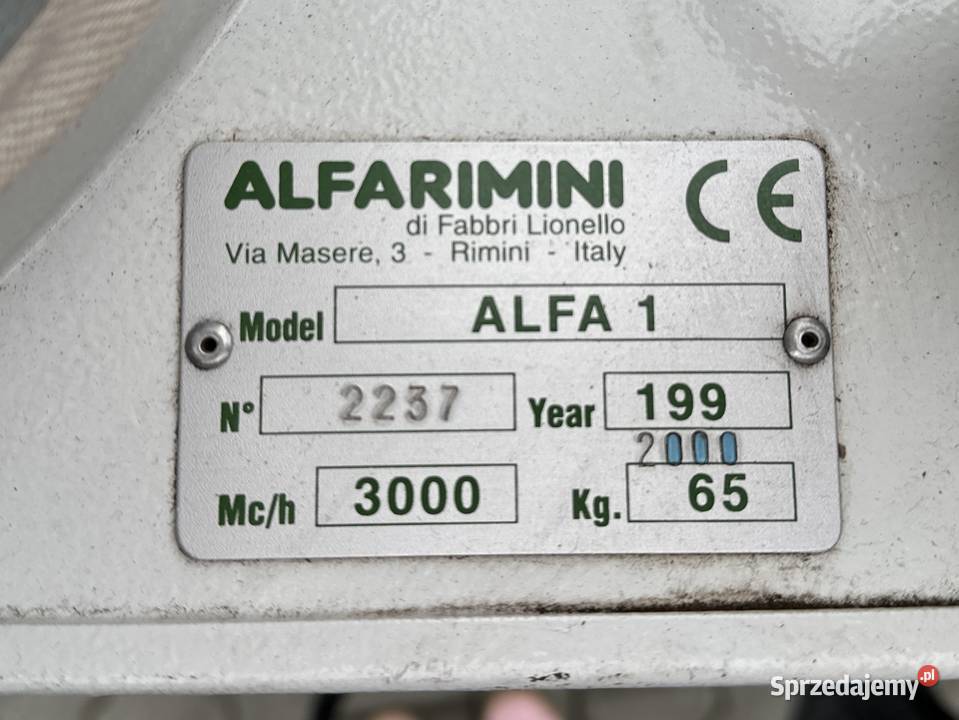 ALFARIMINI CE
di Fabbri Lionello
Via Masere, 3 - Rimini - Italy
Model ALFA 1
N° 2237 Year 199
2000
Mc/h 3000 Kg. 65
Sprzedajemy.pl